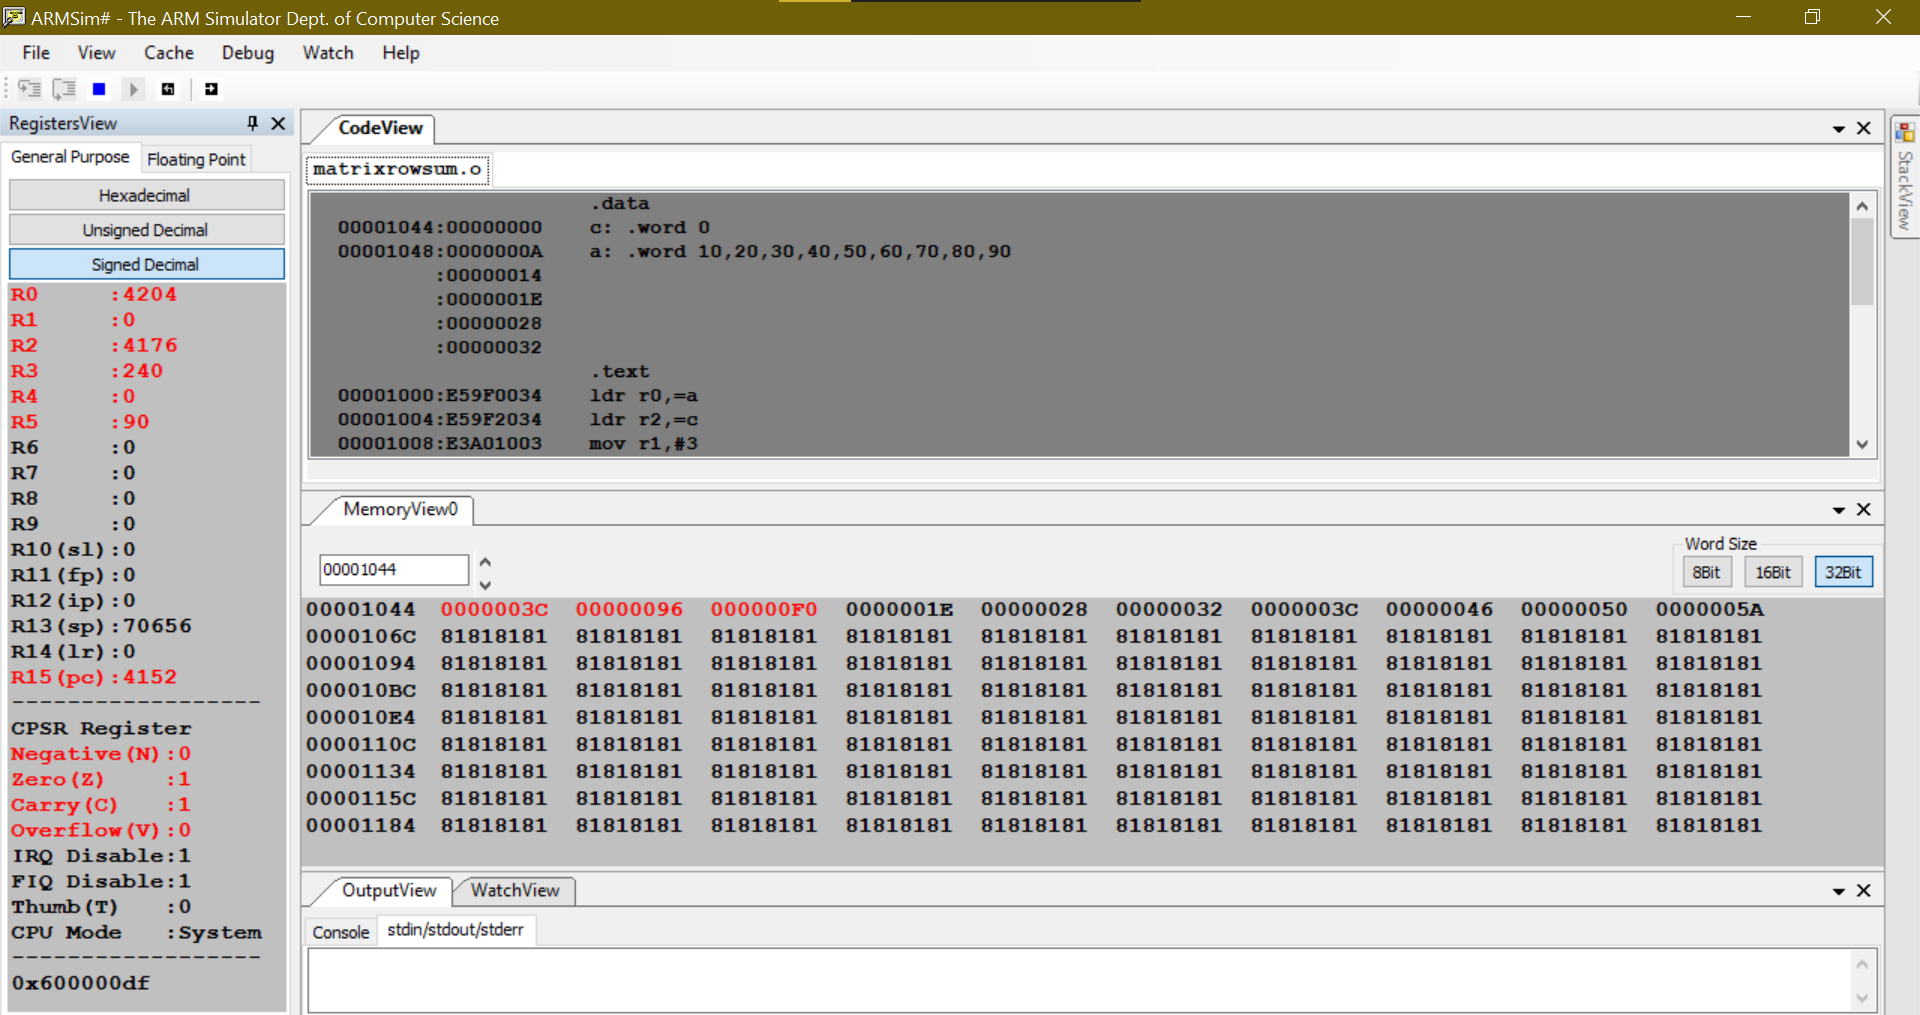 ARMSim# - The ARM Simulator Dept. of Computer Science
File View Cache Debug Watch Help
RegistersView
General Purpose Floating Point
Hexadecimal
Unsigned Decimal
Signed Decimal
R0 :4204
R1 :0
R2 :4176
R3 :240
R4 :0
R5 :90
R6 :0
R7 :0
R8 :0
R9 :0
R10(sl):0
R11(fp):0
R12(ip):0
R13(sp):70656
R14(lr):0
R15(pc):4152
-------------------
CPSR Register
Negative(N):0
Zero(Z) :1
Carry(C) :1
Overflow(V):0
IRQ Disable:1
FIQ Disable:1
Thumb(T) :0
CPU Mode :System
-------------------
0x600000df
CodeView
matrixrowsum.o
.data
00001044:00000000 c: .word 0
00001048:0000000A a: .word 10,20,30,40,50,60,70,80,90
:00000014
:0000001E
:00000028
:00000032
.text
00001000:E59F0034 ldr r0,=a
00001004:E59F2034 ldr r2,=c
00001008:E3A01003 mov r1,#3
MemoryView0
Word Size
00001044 8Bit 16Bit 32Bit
00001044 0000003C 00000096 000000F0 0000001E 00000028 00000032 0000003C 00000046 00000050 0000005A
0000106C 81818181 81818181 81818181 81818181 81818181 81818181 81818181 81818181 81818181 81818181
00001094 81818181 81818181 81818181 81818181 81818181 81818181 81818181 81818181 81818181 81818181
000010BC 81818181 81818181 81818181 81818181 81818181 81818181 81818181 81818181 81818181 81818181
000010E4 81818181 81818181 81818181 81818181 81818181 81818181 81818181 81818181 81818181 81818181
0000110C 81818181 81818181 81818181 81818181 81818181 81818181 81818181 81818181 81818181 81818181
00001134 81818181 81818181 81818181 81818181 81818181 81818181 81818181 81818181 81818181 81818181
0000115C 81818181 81818181 81818181 81818181 81818181 81818181 81818181 81818181 81818181 81818181
00001184 81818181 81818181 81818181 81818181 81818181 81818181 81818181 81818181 81818181 81818181
OutputView WatchView
Console stdin/stdout/stderr
StackView